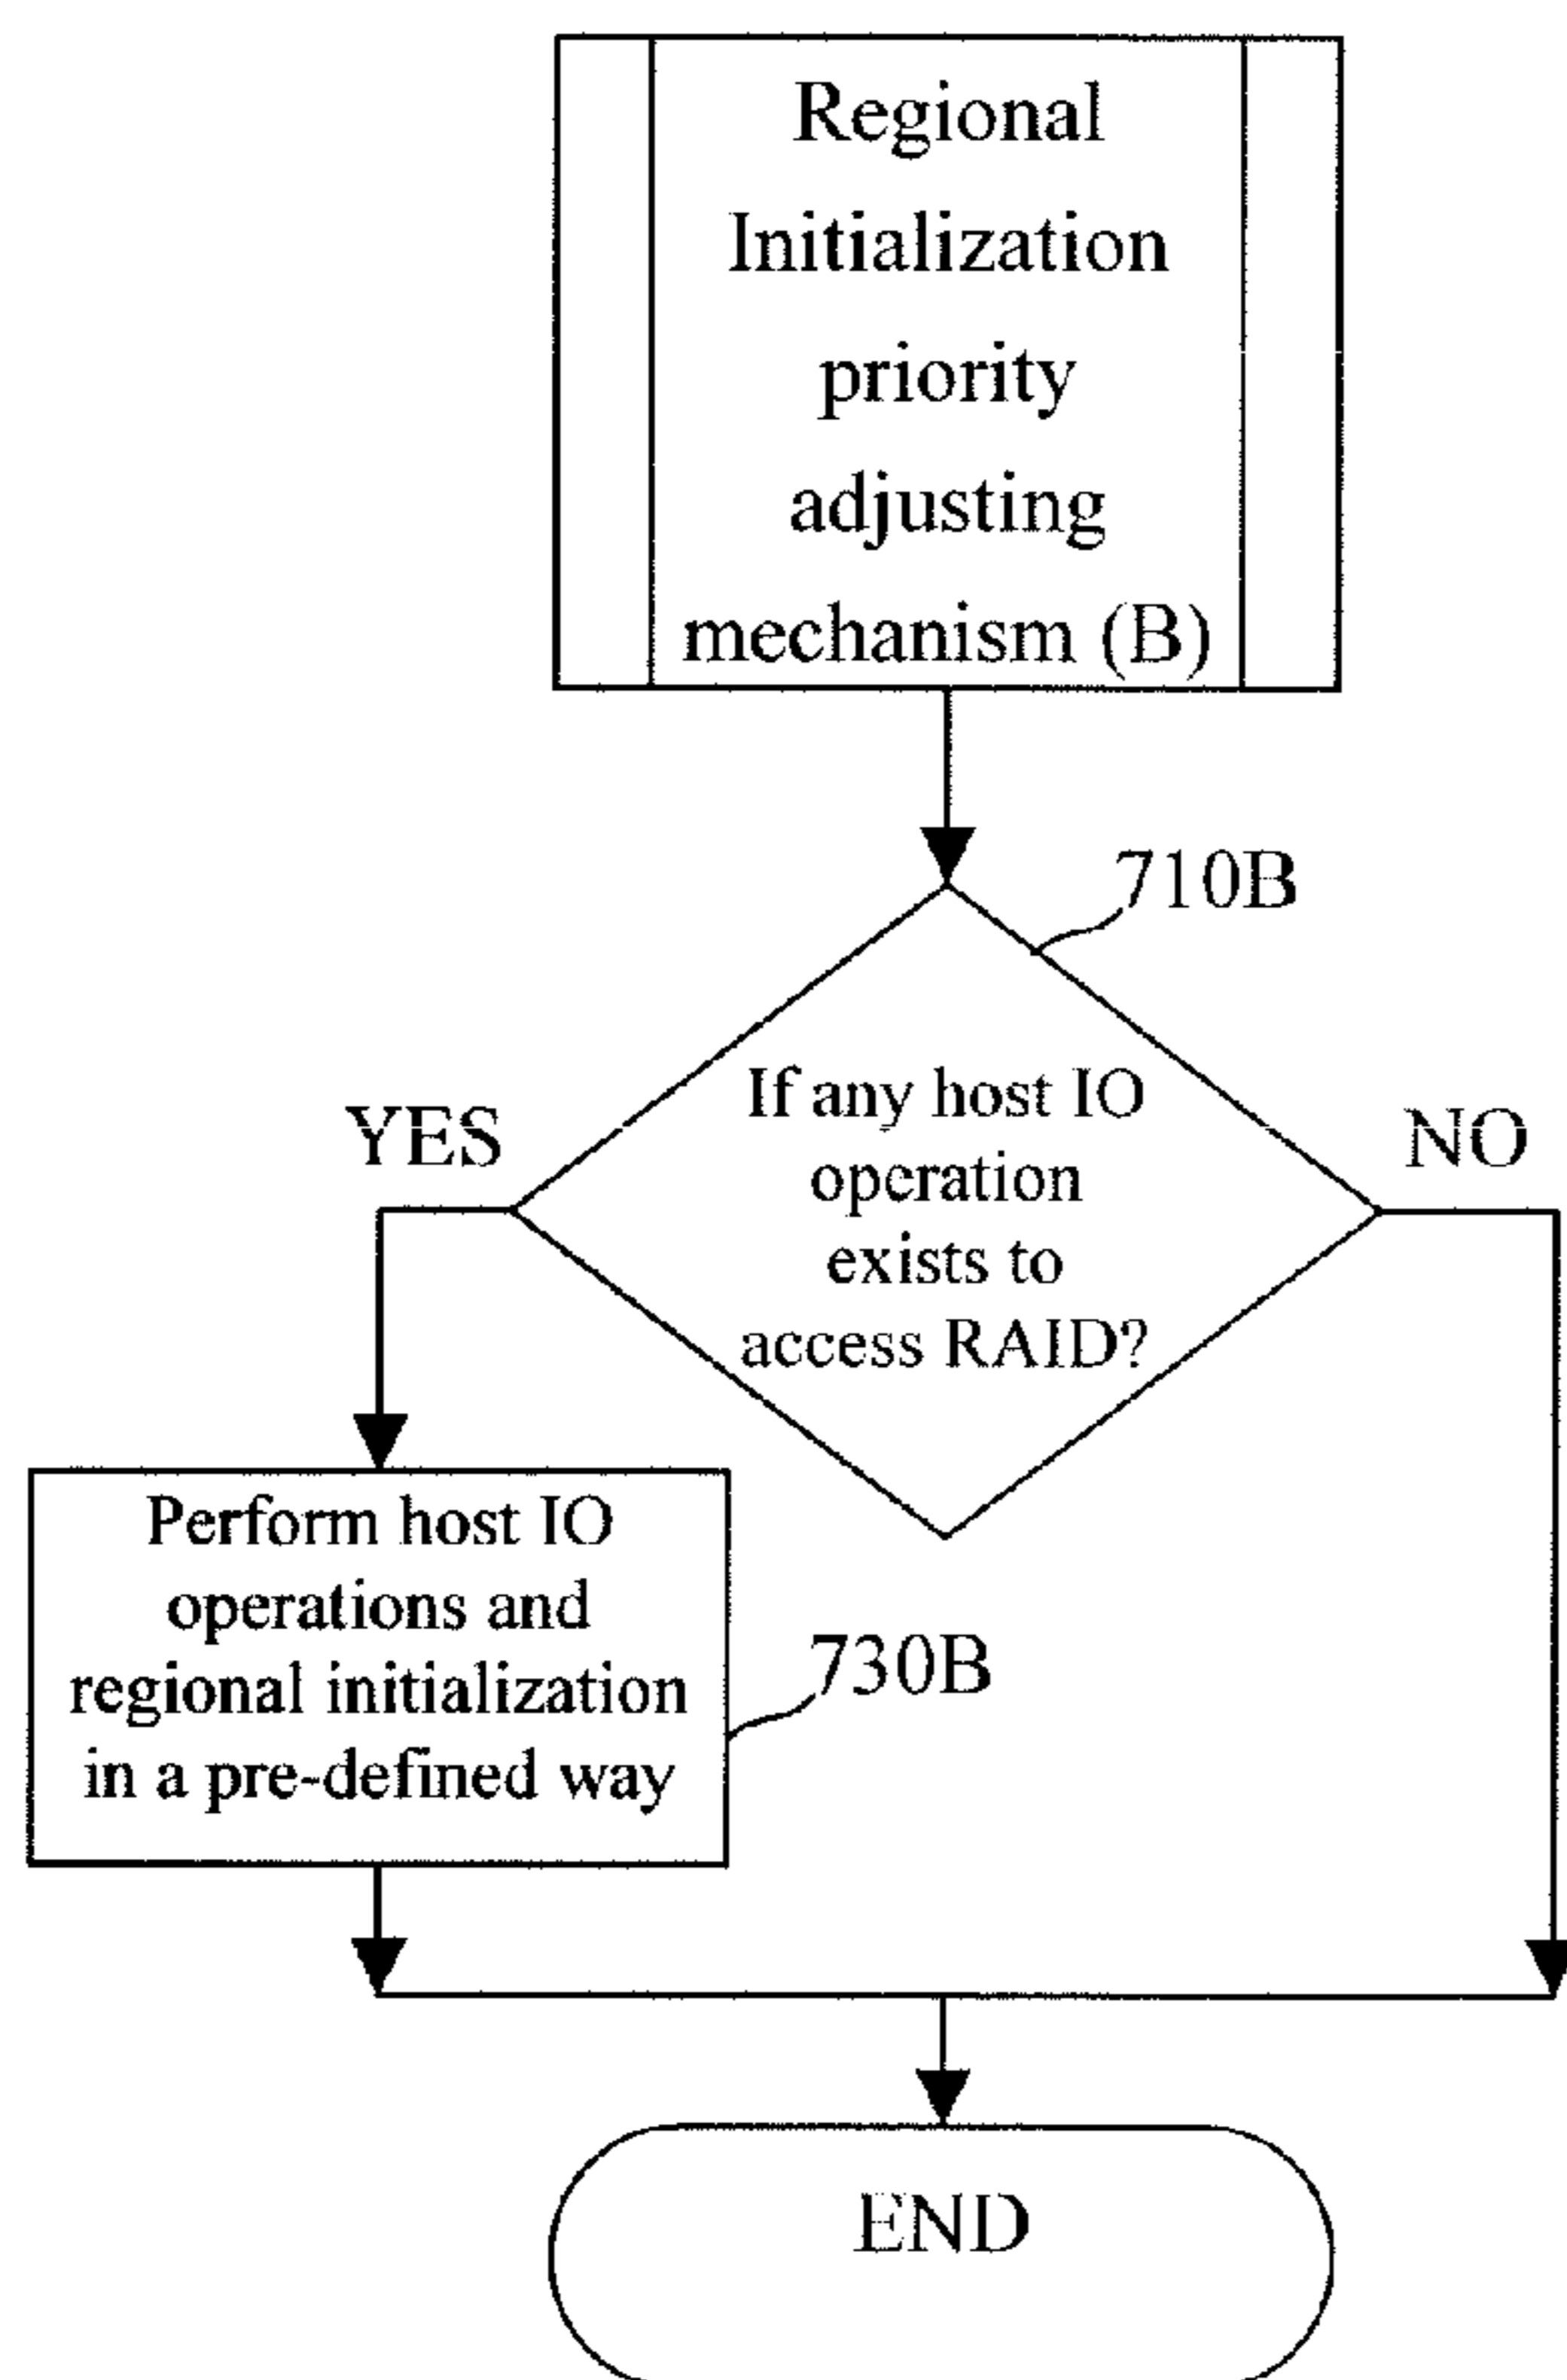 Regional
Initialization
priority
adjusting
mechanism (B)
710B
If any host IO
operation
exists to
access RAID?
YES
NO
Perform host IO
operations and
regional initialization
in a pre-defined way
730B
END